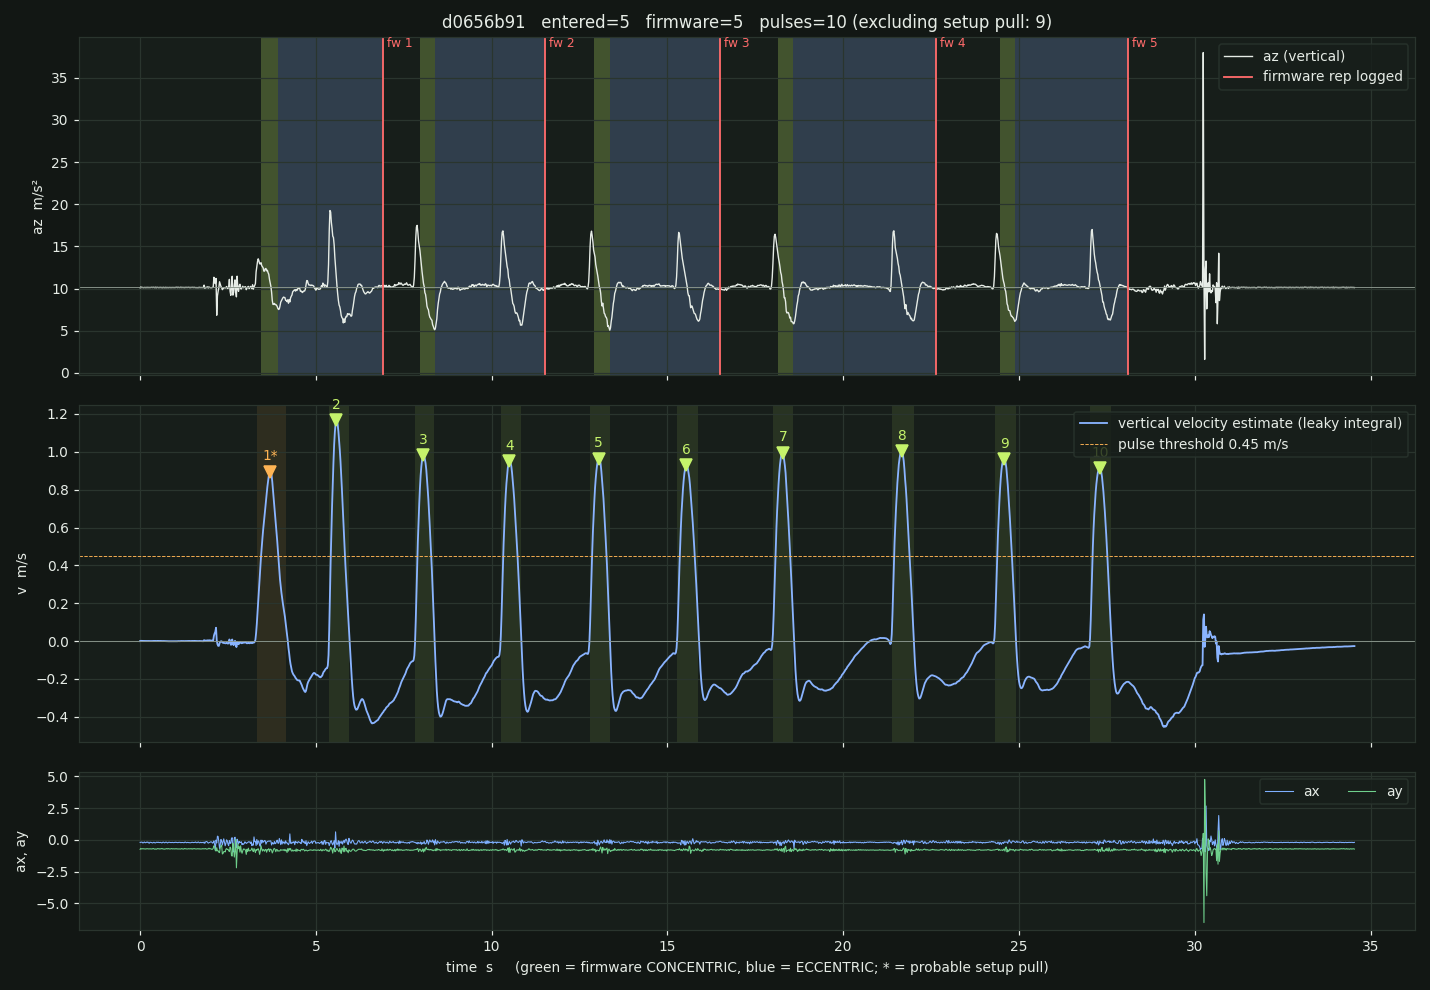 d0656b91 entered=5 firmware=5 pulses=10 (excluding setup pull: 9)
fw 1
fw 2
fw 3
fw 4
fw 5
az (vertical)
firmware rep logged
35
30
25
20
15
10
5
0
az m/s²
1*
2
3
4
5
6
7
8
9
10
vertical velocity estimate (leaky integral)
pulse threshold 0.45 m/s
1.2
1.0
0.8
0.6
0.4
0.2
0.0
−0.2
−0.4
v m/s
ax
ay
5.0
2.5
0.0
−2.5
−5.0
ax, ay
0
5
10
15
20
25
30
35
time s (green = firmware CONCENTRIC, blue = ECCENTRIC; * = probable setup pull)